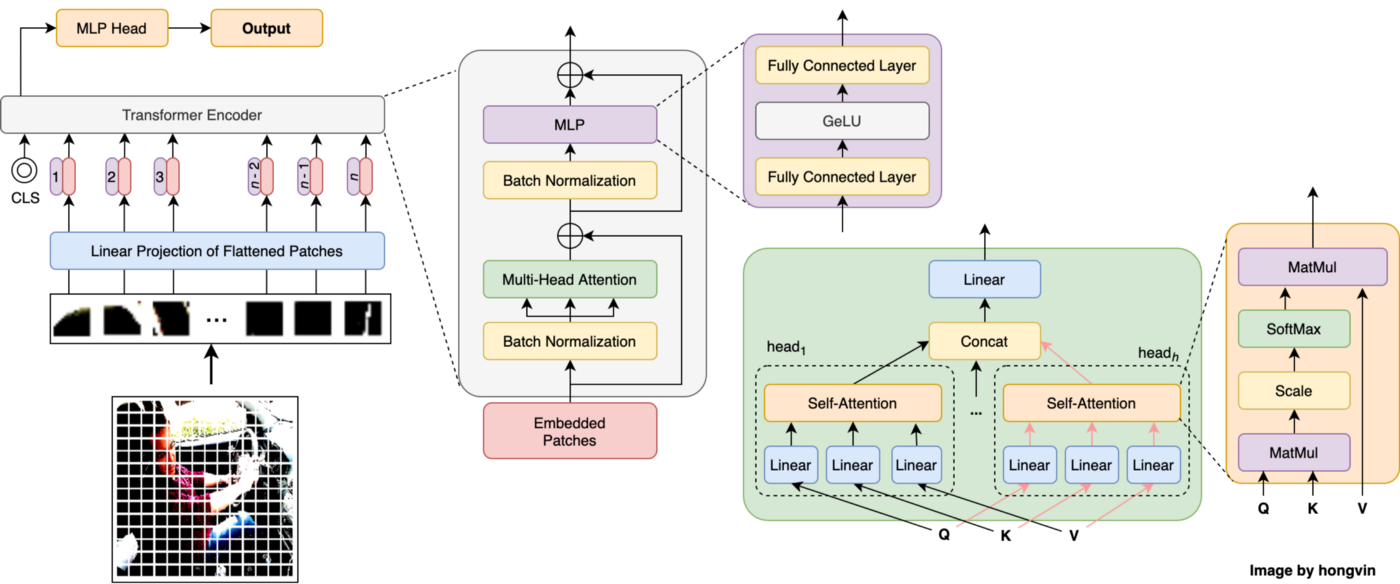 MLP Head
Output
Transformer Encoder
CLS
1
2
3
n-2
n-1
n
Linear Projection of Flattened Patches
...
MLP
Batch Normalization
Multi-Head Attention
Batch Normalization
Embedded
Patches
Fully Connected Layer
GeLU
Fully Connected Layer
Linear
Concat
head1
headh
Self-Attention
...
Self-Attention
Linear
Linear
Linear
Linear
Linear
Linear
Q
K
V
MatMul
SoftMax
Scale
MatMul
Q
K
V
Image by hongvin